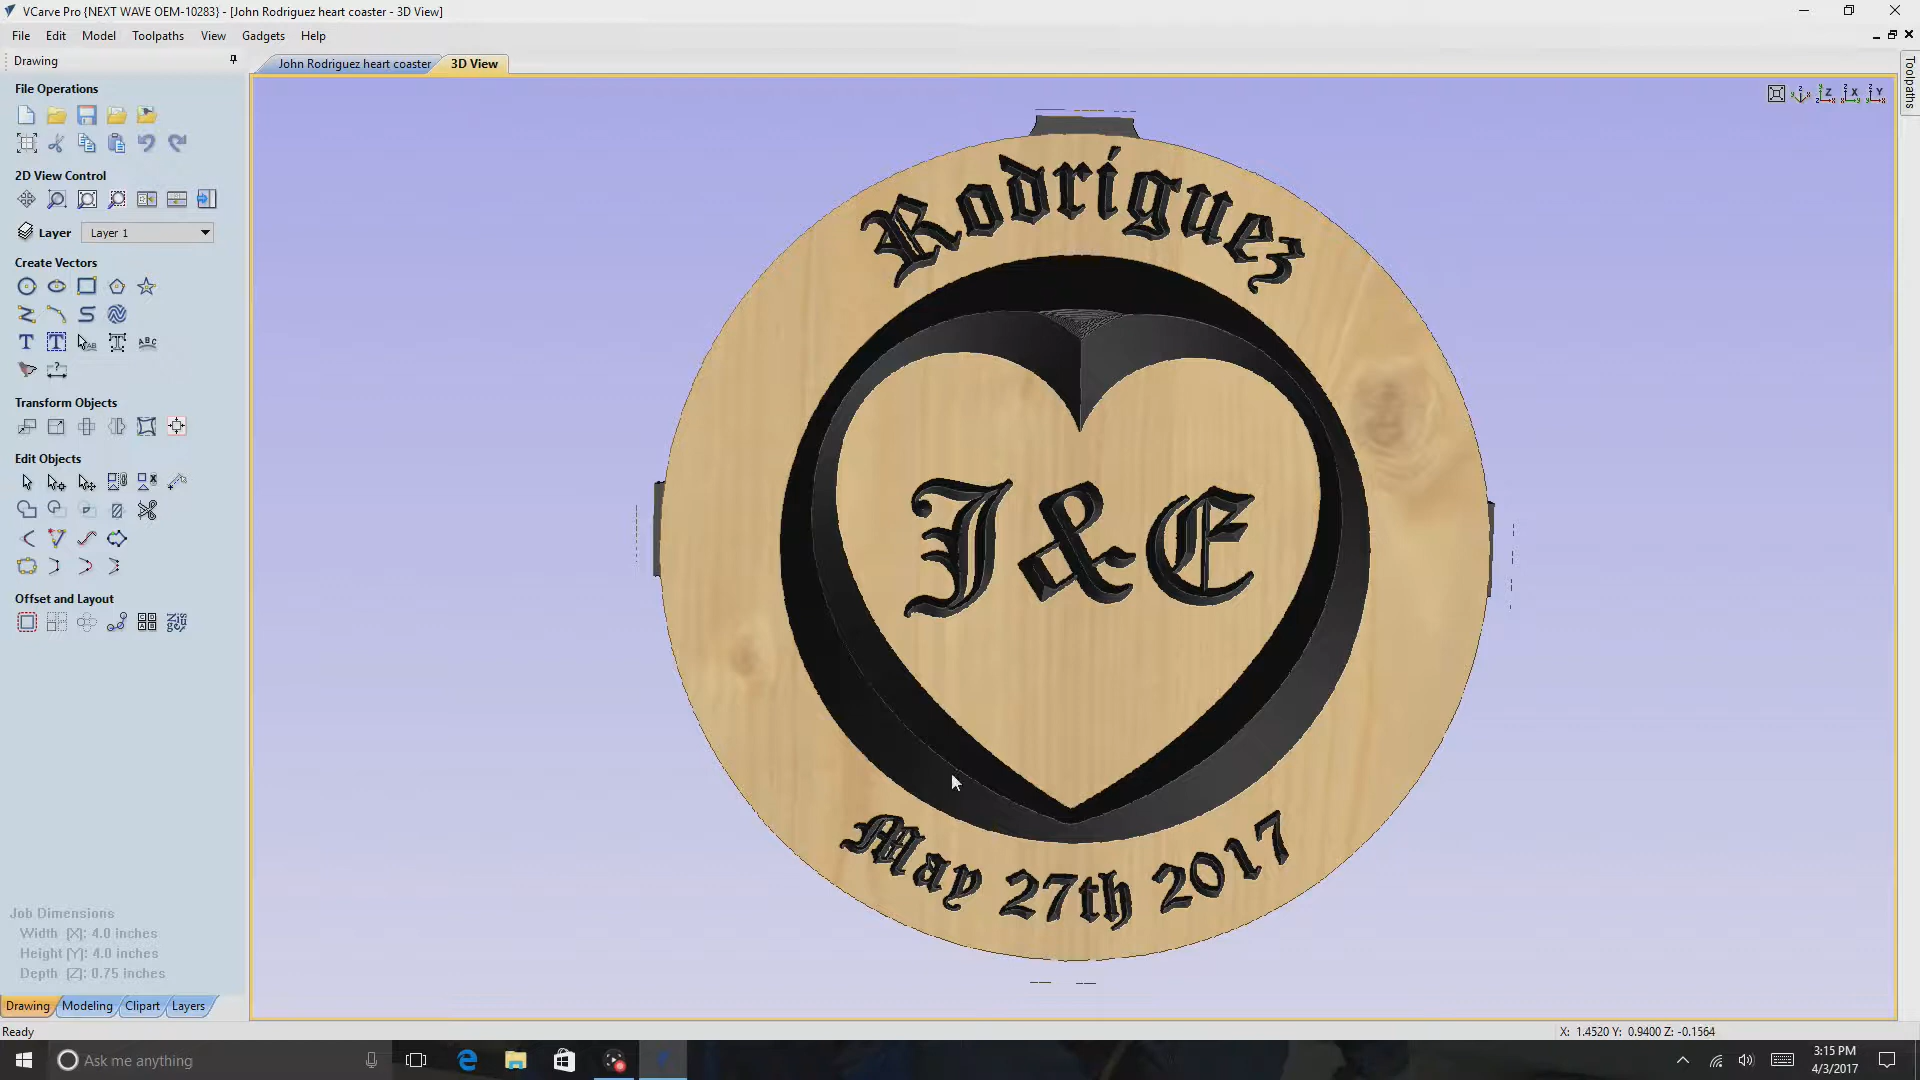 VCarve Pro {NEXT WAVE OEM-10283} - [John Rodriguez heart coaster - 3D View]
File Edit Model Toolpaths View Gadgets Help
Drawing
John Rodriguez heart coaster
3D View
Toolpaths
File Operations
2D View Control
Layer Layer 1
Create Vectors
Transform Objects
Edit Objects
Offset and Layout
Rodriguez
J&E
May 27th 2017
Job Dimensions
Width (X): 4.0 inches
Height (Y): 4.0 inches
Depth (Z): 0.75 inches
Drawing Modeling Clipart Layers
Ready
X: 1.4520 Y: 0.9400 Z: -0.1564
Ask me anything
3:15 PM
4/3/2017